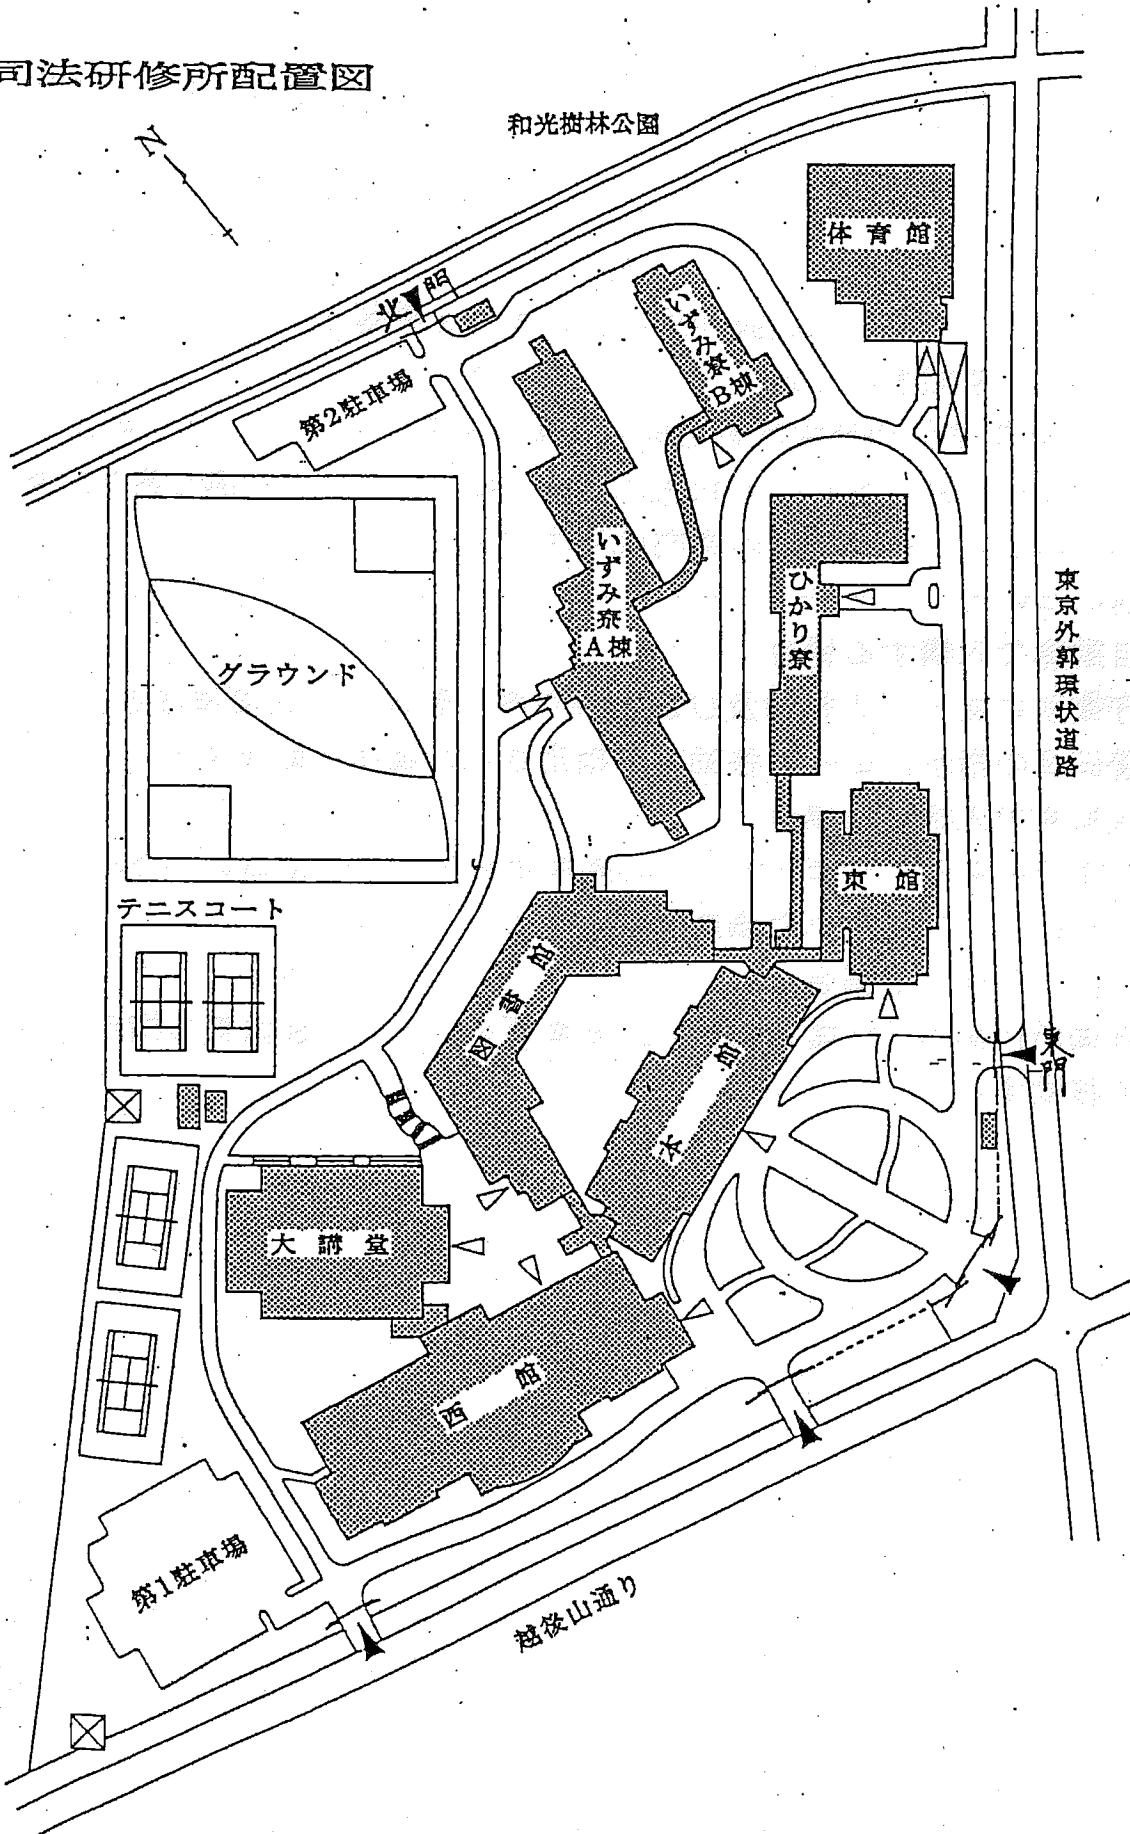 司法研修所配置図
和光樹林公園
N
体育館
北門
いずみ寮
B棟
第2駐車場
いずみ寮
A棟
ひかり寮
東京外郭環状道路
グラウンド
東館
テニスコート
図書館
本館
東門
大講堂
西館
第1駐車場
越後山通り